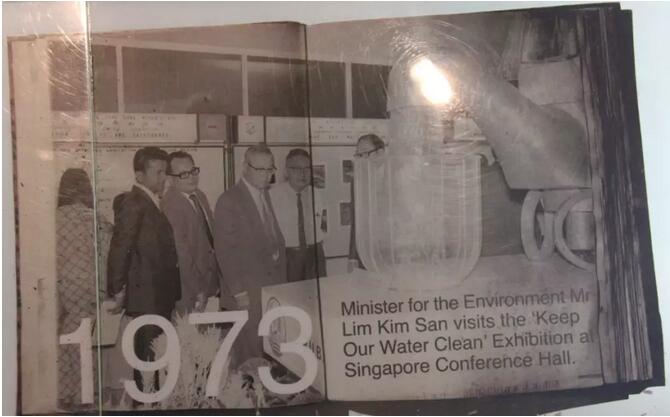 1973
Minister for the Environment Mr
Lim Kim San visits the ‘Keep
Our Water Clean’ Exhibition at
Singapore Conference Hall.